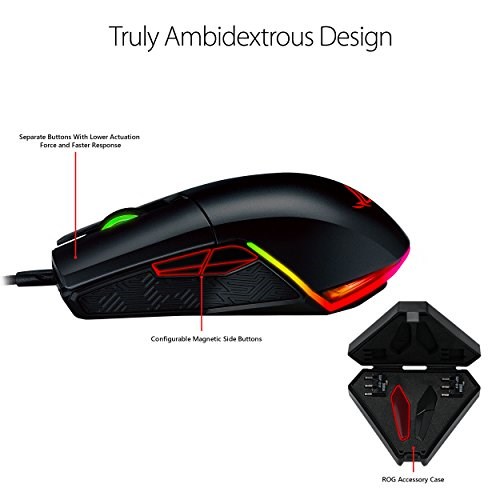 Truly Ambidextrous Design
Separate Buttons With Lower Actuation
Force and Faster Response
Configurable Magnetic Side Buttons
ROG Accessory Case